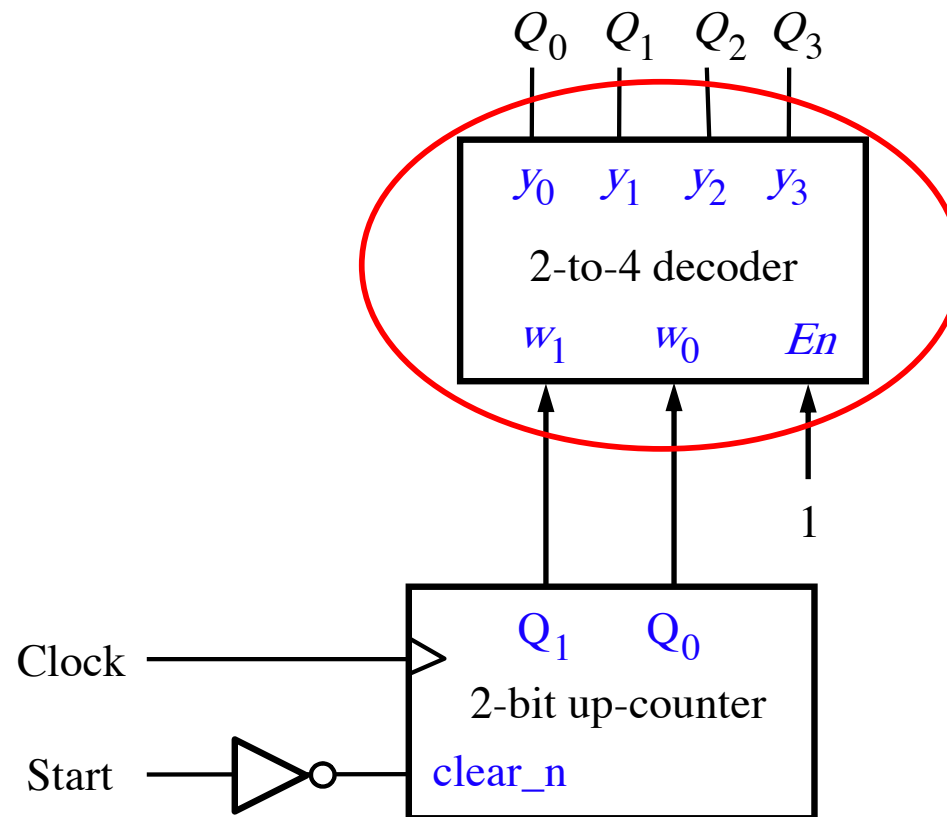 Q0 Q1 Q2 Q3
y0 y1 y2 y3
2-to-4 decoder
w1 w0 En
1
Q1 Q0
Clock
2-bit up-counter
Start
clear_n